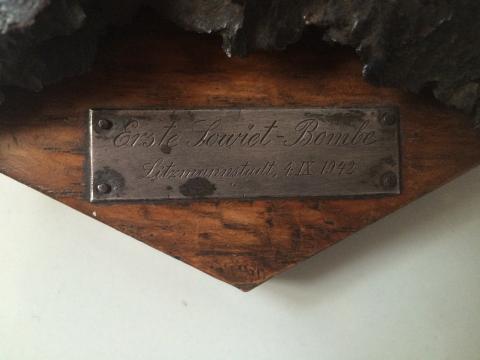 Erste Sowiet-Bombe
Litzmannstadt, 4.IX 1942